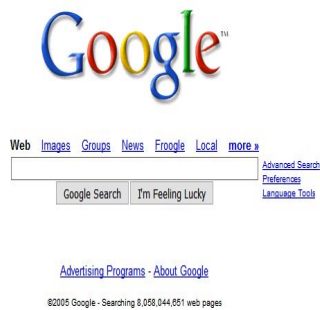 Google™
Web Images Groups News Froogle Local more »
Advanced Search
Preferences
Google Search I'm Feeling Lucky Language Tools
Advertising Programs - About Google
©2005 Google - Searching 8,058,044,651 web pages